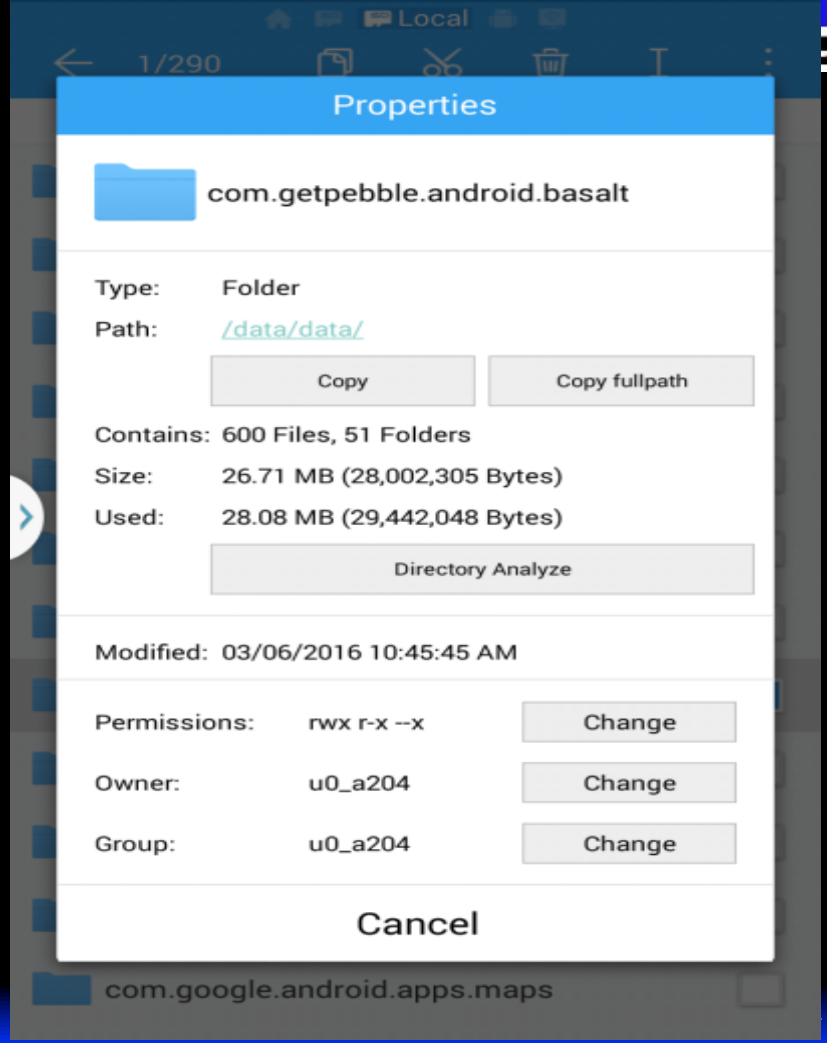 Local
1/290
Properties
com.getpebble.android.basalt
Type: Folder
Path: /data/data/
Copy Copy fullpath
Contains: 600 Files, 51 Folders
Size: 26.71 MB (28,002,305 Bytes)
Used: 28.08 MB (29,442,048 Bytes)
Directory Analyze
Modified: 03/06/2016 10:45:45 AM
Permissions: rwx r-x --x Change
Owner: u0_a204 Change
Group: u0_a204 Change
Cancel
com.google.android.apps.maps